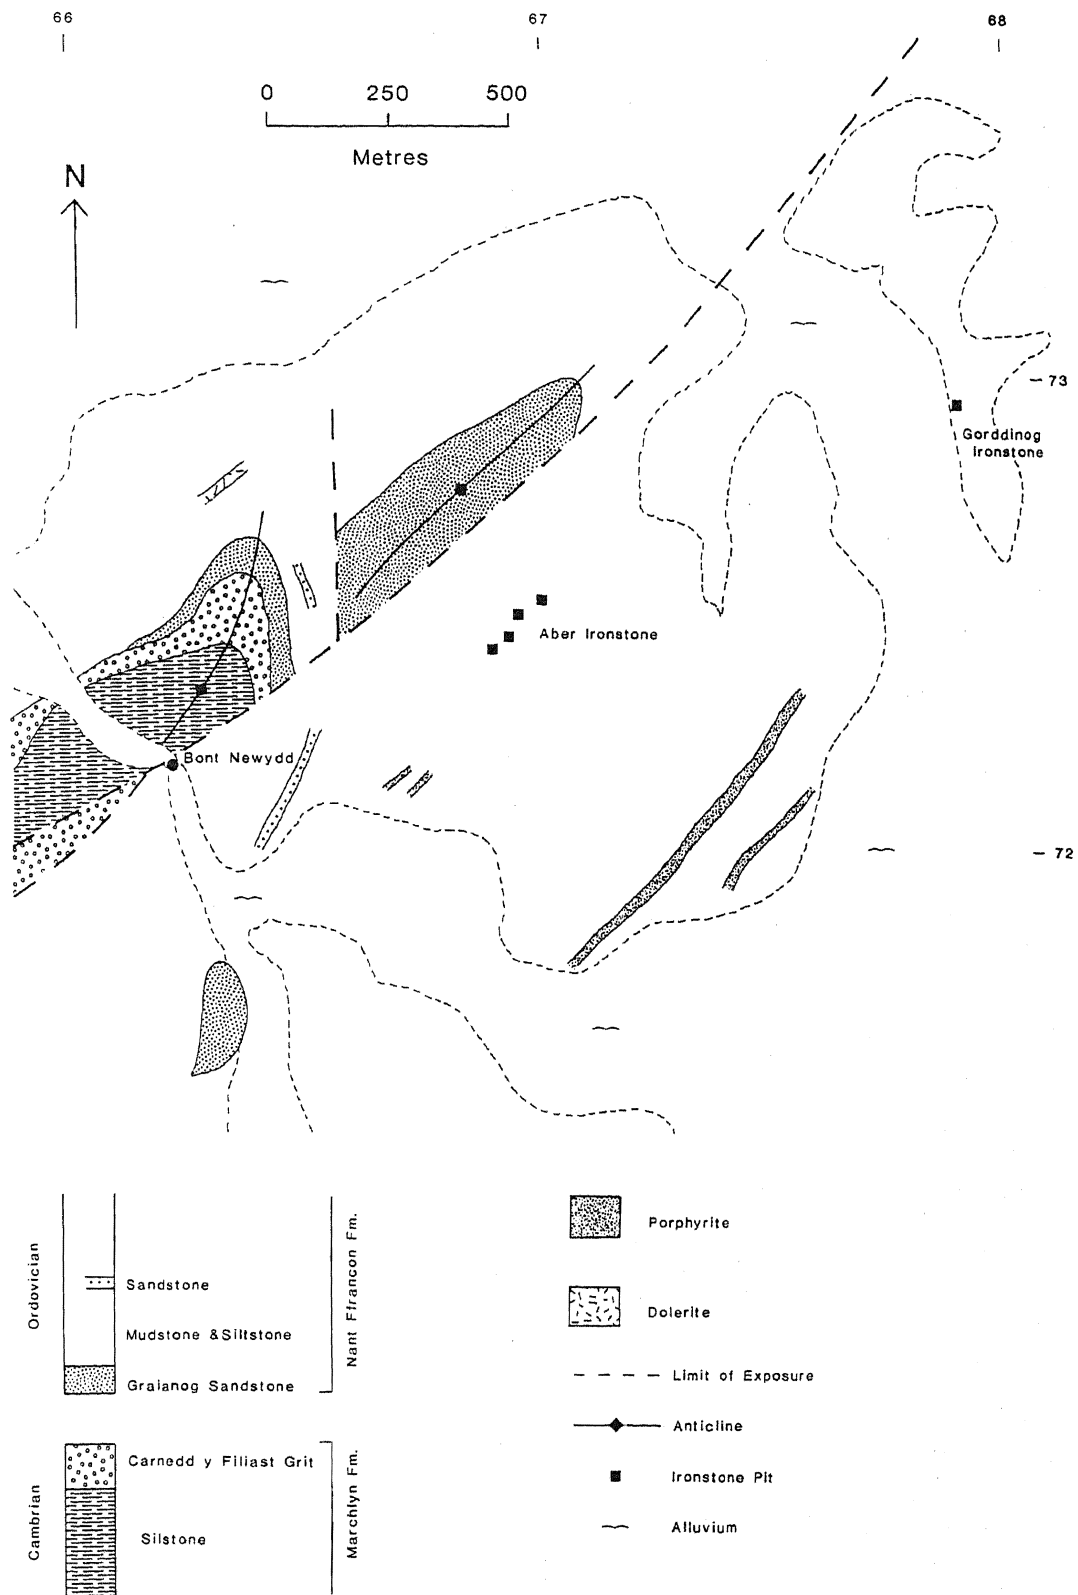 66 67 68
0 250 500
Metres
N
73
Gorddinog
Ironstone
Aber Ironstone
Bont Newydd
72
Ordovician
Sandstone
Mudstone & Siltstone
Graianog Sandstone
Nant Ffrancon Fm.
Cambrian
Carnedd y Filiast Grit
Silstone
Marchlyn Fm.
Porphyrite
Dolerite
Limit of Exposure
Anticline
Ironstone Pit
Alluvium